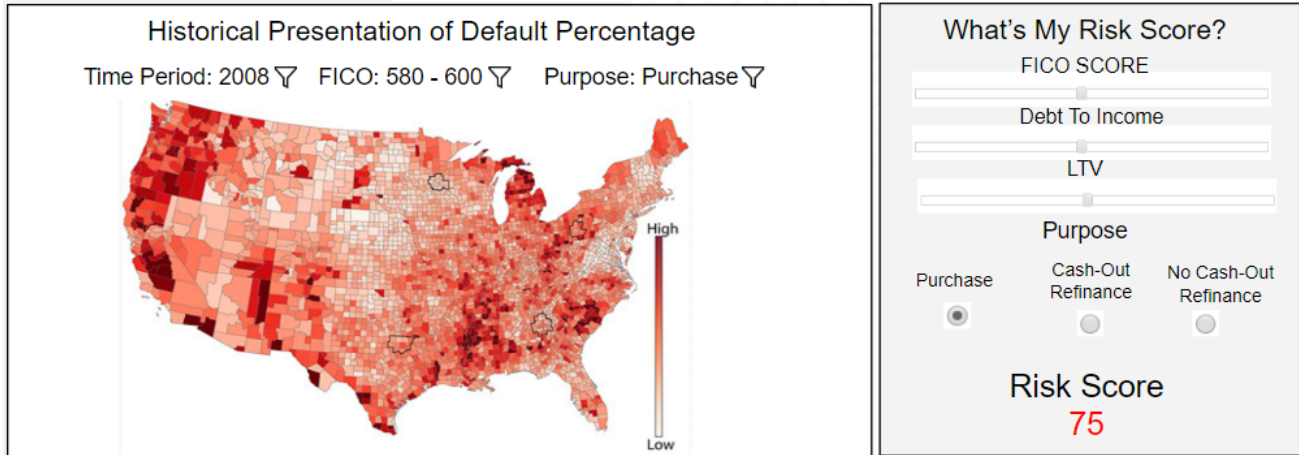 Historical Presentation of Default Percentage
Time Period: 2008 FICO: 580 - 600 Purpose: Purchase
High
Low
What's My Risk Score?
FICO SCORE
Debt To Income
LTV
Purpose
Purchase Cash-Out No Cash-Out
Refinance Refinance
Risk Score
75